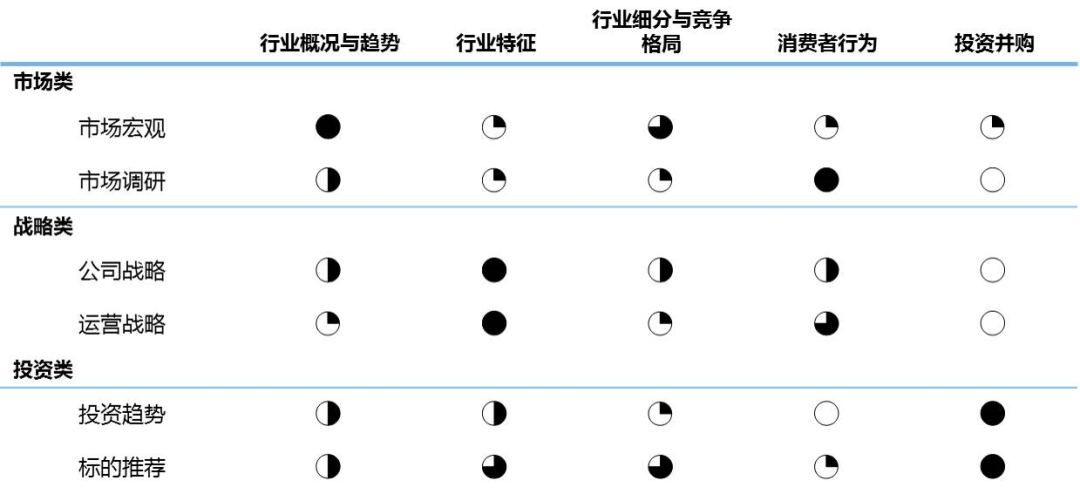 行业概况与趋势 行业特征 行业细分与竞争 消费者行为 投资并购
格局
市场类
市场宏观
市场调研
战略类
公司战略
运营战略
投资类
投资趋势
标的推荐